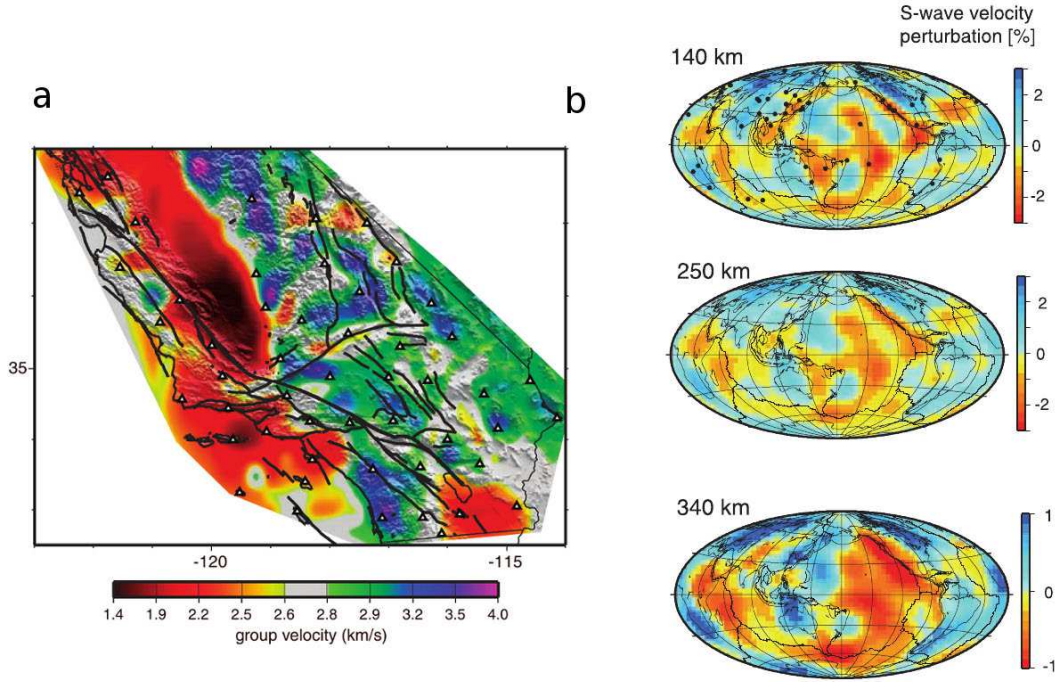 a
b
S-wave velocity
perturbation [%]
140 km
2
0
-2
250 km
2
0
-2
35
-120
-115
340 km
1
0
-1
1.4 1.9 2.2 2.5 2.6 2.8 2.9 3.2 3.5 4.0
group velocity (km/s)